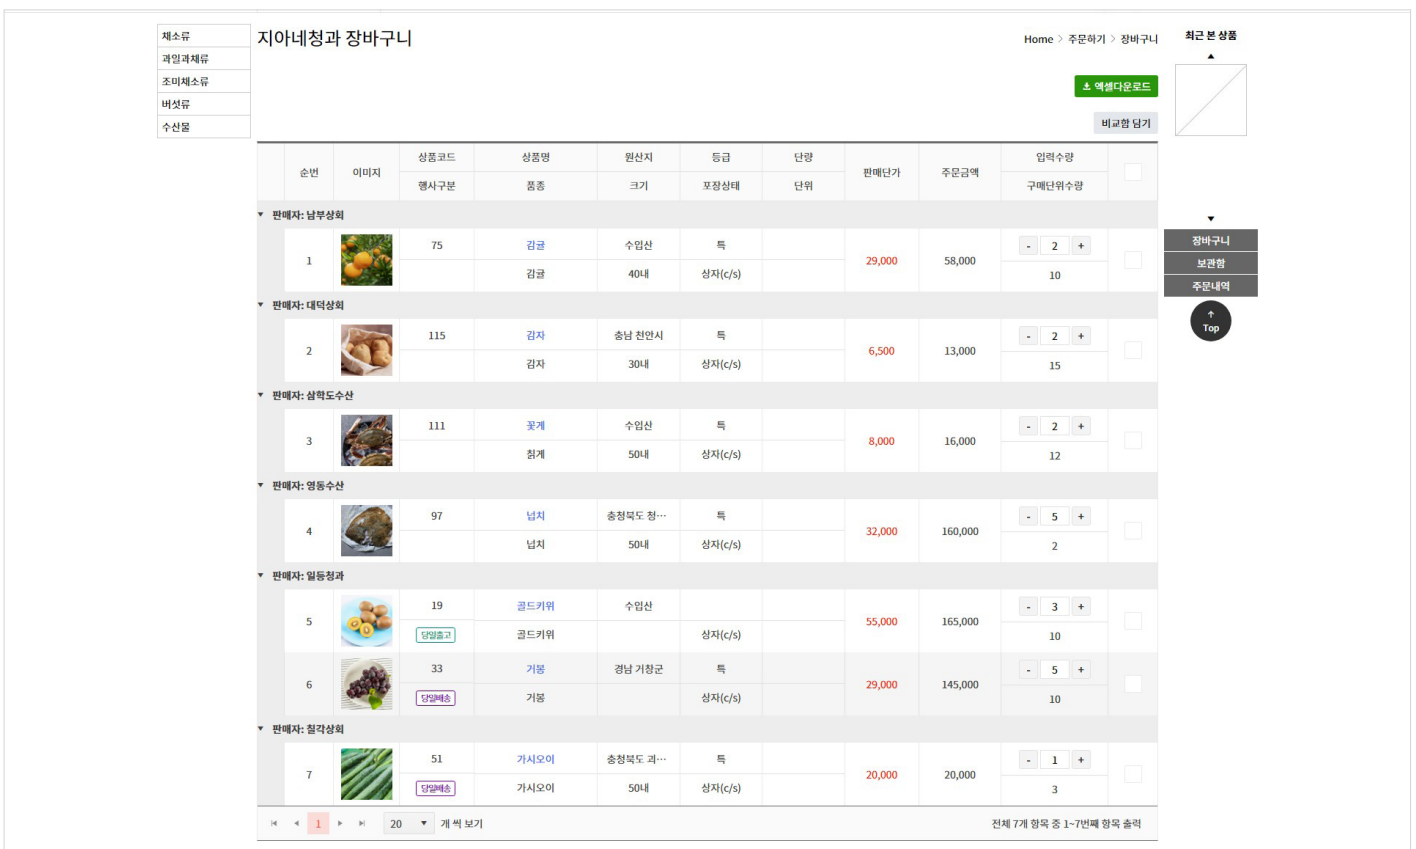 채소류
과일과채류
조미채소류
버섯류
수산물
지아네청과 장바구니
Home > 주문하기 > 장바구니
엑셀다운로드
비교함 담기
순번 이미지 상품코드 상품명 원산지 등급 단량 판매단가 주문금액 입력수량
행사구분 품종 크기 포장상태 단위 구매단위수량
판매자: 남부상회
1 75 감귤 수입산 특 29,000 58,000 - 2 +
감귤 40내 상자(c/s) 10
판매자: 대덕상회
2 115 감자 충남 천안시 특 6,500 13,000 - 2 +
감자 30내 상자(c/s) 15
판매자: 삼학도수산
3 111 꽃게 수입산 특 8,000 16,000 - 2 +
칡게 50내 상자(c/s) 12
판매자: 영동수산
4 97 넙치 충청북도 청… 특 32,000 160,000 - 5 +
넙치 50내 상자(c/s) 2
판매자: 일등청과
5 19 골드키위 수입산 55,000 165,000 - 3 +
당일출고 골드키위 상자(c/s) 10
6 33 거봉 경남 거창군 특 29,000 145,000 - 5 +
당일배송 거봉 상자(c/s) 10
판매자: 칠각상회
7 51 가시오이 충청북도 괴… 특 20,000 20,000 - 1 +
당일배송 가시오이 50내 상자(c/s) 3
1 20 개 씩 보기 전체 7개 항목 중 1~7번째 항목 출력
최근 본 상품
장바구니
보관함
주문내역
↑
Top